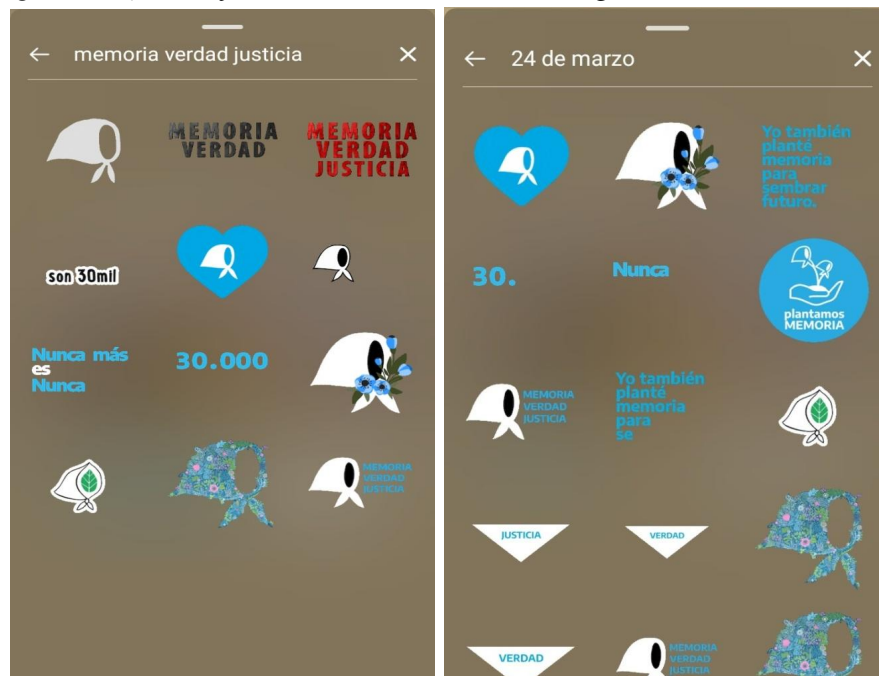 memoria verdad justicia
MEMORIA
VERDAD
MEMORIA
VERDAD
JUSTICIA
son 30mil
Nunca más
es
Nunca
30.000
MEMORIA
VERDAD
JUSTICIA
24 de marzo
Yo también
planté
memoria
para
sembrar
futuro.
30.
Nunca
plantamos
MEMORIA
MEMORIA
VERDAD
JUSTICIA
Yo también
planté
memoria
para
se
JUSTICIA
VERDAD
VERDAD
MEMORIA
VERDAD
JUSTICIA